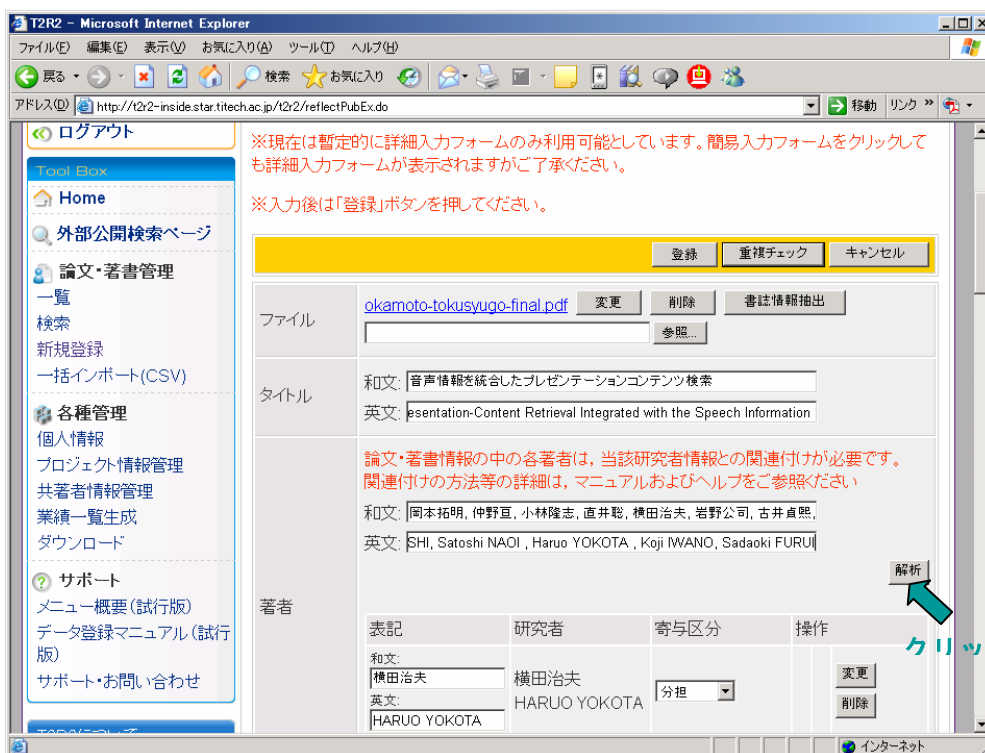 T2R2 - Microsoft Internet Explorer
ファイル(F) 編集(E) 表示(V) お気に入り(A) ツール(T) ヘルプ(H)
戻る 検索 お気に入り
アドレス(D) http://t2r2-inside.star.titech.ac.jp/t2r2/reflectPubEx.do 移動 リンク »
ログアウト
Tool Box
Home
外部公開検索ページ
論文・著書管理
一覧
検索
新規登録
一括インポート(CSV)
各種管理
個人情報
プロジェクト情報管理
共著者情報管理
業績一覧生成
ダウンロード
サポート
メニュー概要(試行版)
データ登録マニュアル(試行
版)
サポート・お問い合わせ
T2R2について
※現在は暫定的に詳細入力フォームのみ利用可能としています。簡易入力フォームをクリックして
も詳細入力フォームが表示されますがご了承ください。
※入力後は「登録」ボタンを押してください。
登録 重複チェック キャンセル
ファイル
okamoto-tokusyugo-final.pdf 変更 削除 書誌情報抽出
参照...
タイトル
和文: 音声情報を統合したプレゼンテーションコンテンツ検索
英文: esentation-Content Retrieval Integrated with the Speech Information
著者
論文・著書情報の中の各著者は, 当該研究者情報との関連付けが必要です。
関連付けの方法等の詳細は, マニュアルおよびヘルプをご参照ください
和文: 岡本拓明, 仲野亘, 小林隆志, 直井聡, 横田治夫, 岩野公司, 古井貞熙,
英文: SHI, Satoshi NAOI , Haruo YOKOTA , Koji IWANO, Sadaoki FURUI
解析
クリッ
表記 研究者 寄与区分 操作
和文:
横田治夫
英文:
HARUO YOKOTA
横田治夫
HARUO YOKOTA
分担
変更
削除
インターネット